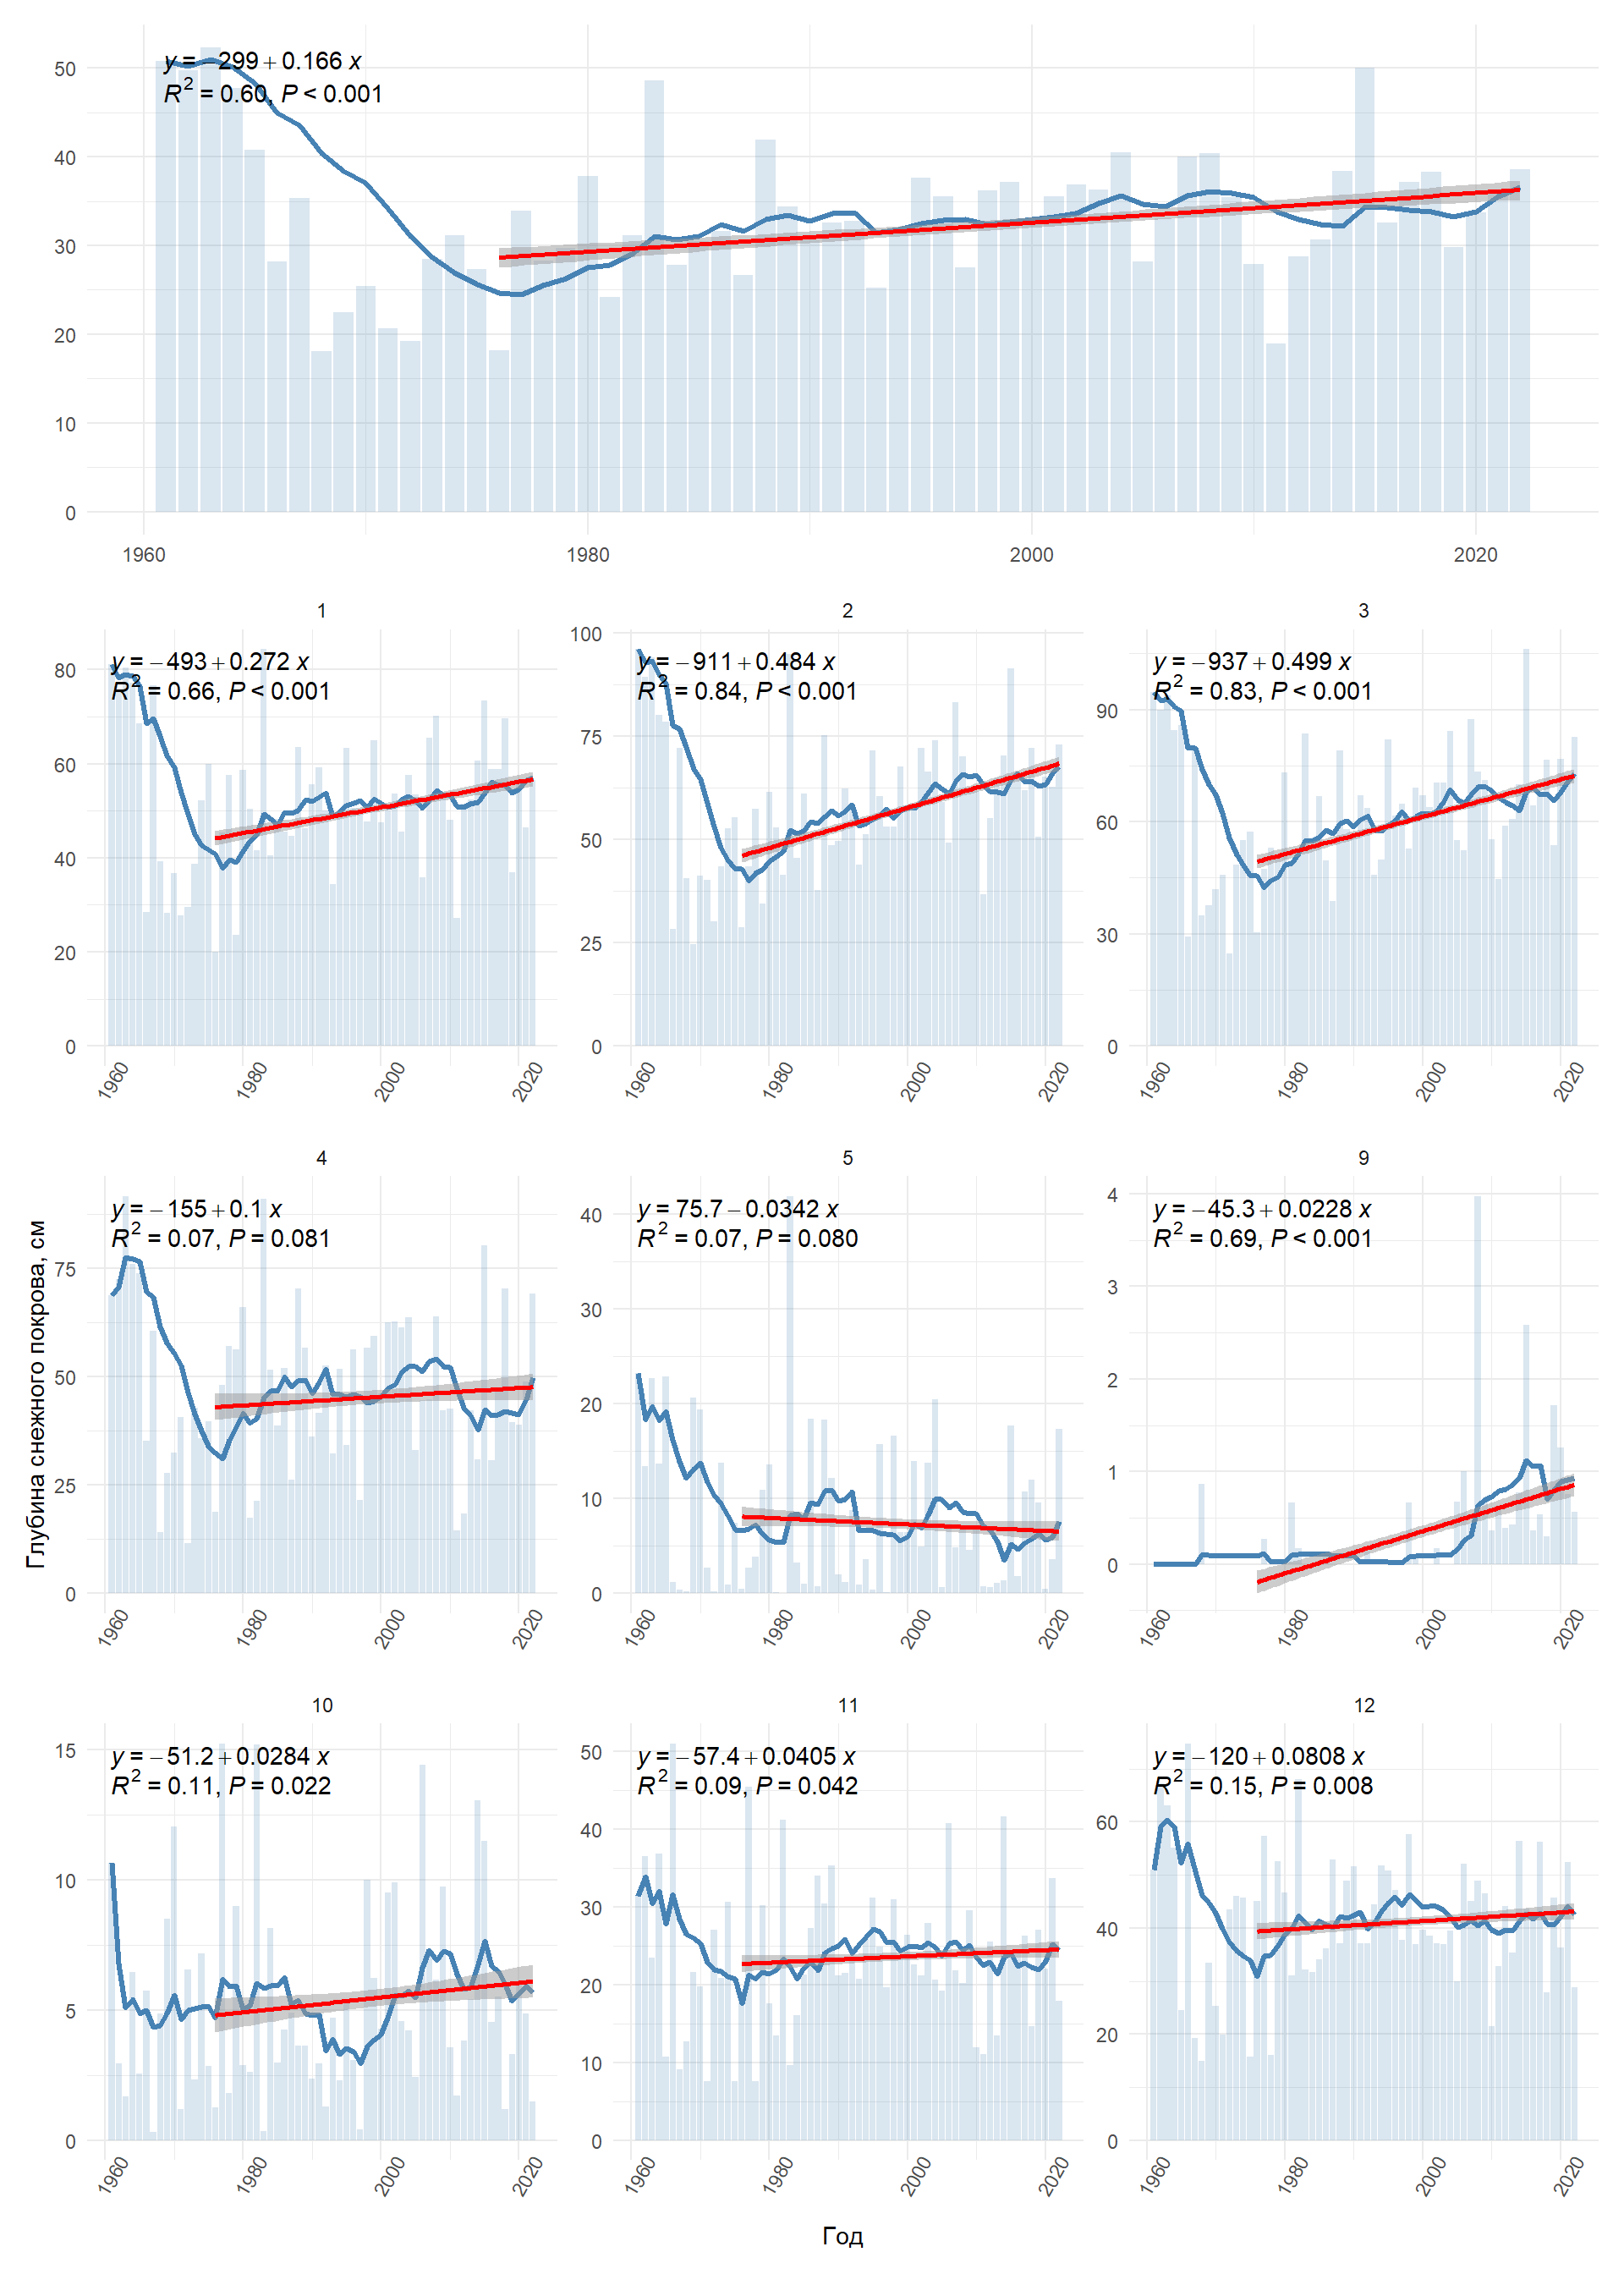 y = −299 + 0.166 x
R² = 0.60, P < 0.001
50
40
30
20
10
0
1960 1980 2000 2020
1 2 3
y = −493 + 0.272 x
R² = 0.66, P < 0.001
80
60
40
20
0
1960 1980 2000 2020
y = −911 + 0.484 x
R² = 0.84, P < 0.001
100
75
50
25
0
1960 1980 2000 2020
y = −937 + 0.499 x
R² = 0.83, P < 0.001
90
60
30
0
1960 1980 2000 2020
Глубина снежного покрова, см
4 5 9
y = −155 + 0.1 x
R² = 0.07, P = 0.081
75
50
25
0
1960 1980 2000 2020
y = 75.7 − 0.0342 x
R² = 0.07, P = 0.080
40
30
20
10
0
1960 1980 2000 2020
y = −45.3 + 0.0228 x
R² = 0.69, P < 0.001
4
3
2
1
0
1960 1980 2000 2020
10 11 12
y = −51.2 + 0.0284 x
R² = 0.11, P = 0.022
15
10
5
0
1960 1980 2000 2020
y = −57.4 + 0.0405 x
R² = 0.09, P = 0.042
50
40
30
20
10
0
1960 1980 2000 2020
y = −120 + 0.0808 x
R² = 0.15, P = 0.008
60
40
20
0
1960 1980 2000 2020
Год